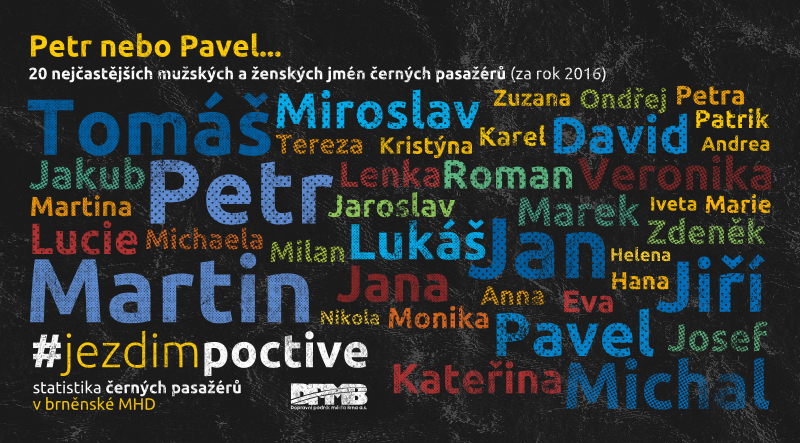 Petr nebo Pavel...
20 nejčastějších mužských a ženských jmén černých pasažérů (za rok 2016)
Tomáš Miroslav Zuzana Ondřej Petra
Tereza Kristýna Karel David Patrik
Andrea
Jakub Petr Lenka Roman Veronika
Martina Jaroslav Marek Iveta Marie
Lucie Michaela Milan Lukáš Jan Zdeněk
Helena
Martin Jana Anna Eva Hana Jiří
Nikola Monika Pavel Josef
#jezdimpoctive
Kateřina Michal
statistika černých pasažérů
v brněnské MHD
DPMB
Dopravní podnik města Brna a.s.